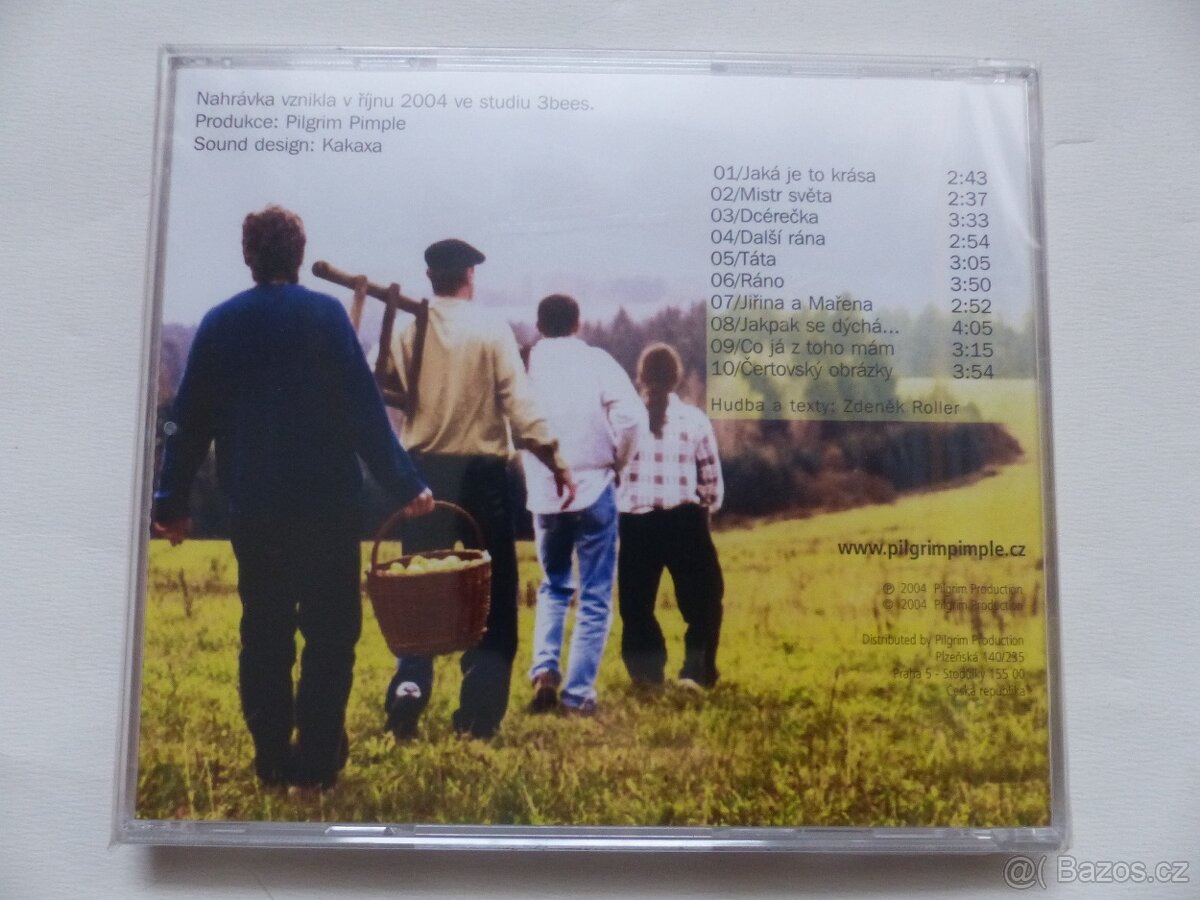 Nahrávka vznikla v říjnu 2004 ve studiu 3bees.
Produkce: Pilgrim Pimple
Sound design: Kakaxa
01/Jaká je to krása 2:43
02/Mistr světa 2:37
03/Dcérečka 3:33
04/Další rána 2:54
05/Táta 3:05
06/Ráno 3:50
07/Jiřina a Mařena 2:52
08/Jakpak se dýchá... 4:05
09/Co já z toho mám 3:15
10/Čertovský obrázky 3:54
Hudba a texty: Zdeněk Roller
www.pilgrimpimple.cz
℗ 2004 Pilgrim Production
© 2004 Pilgrim Production
Distributed by Pilgrim Production
Plzeňská 140/255
Praha 5 - Stodůlky 155 00
Česká republika
@( Bazos.cz